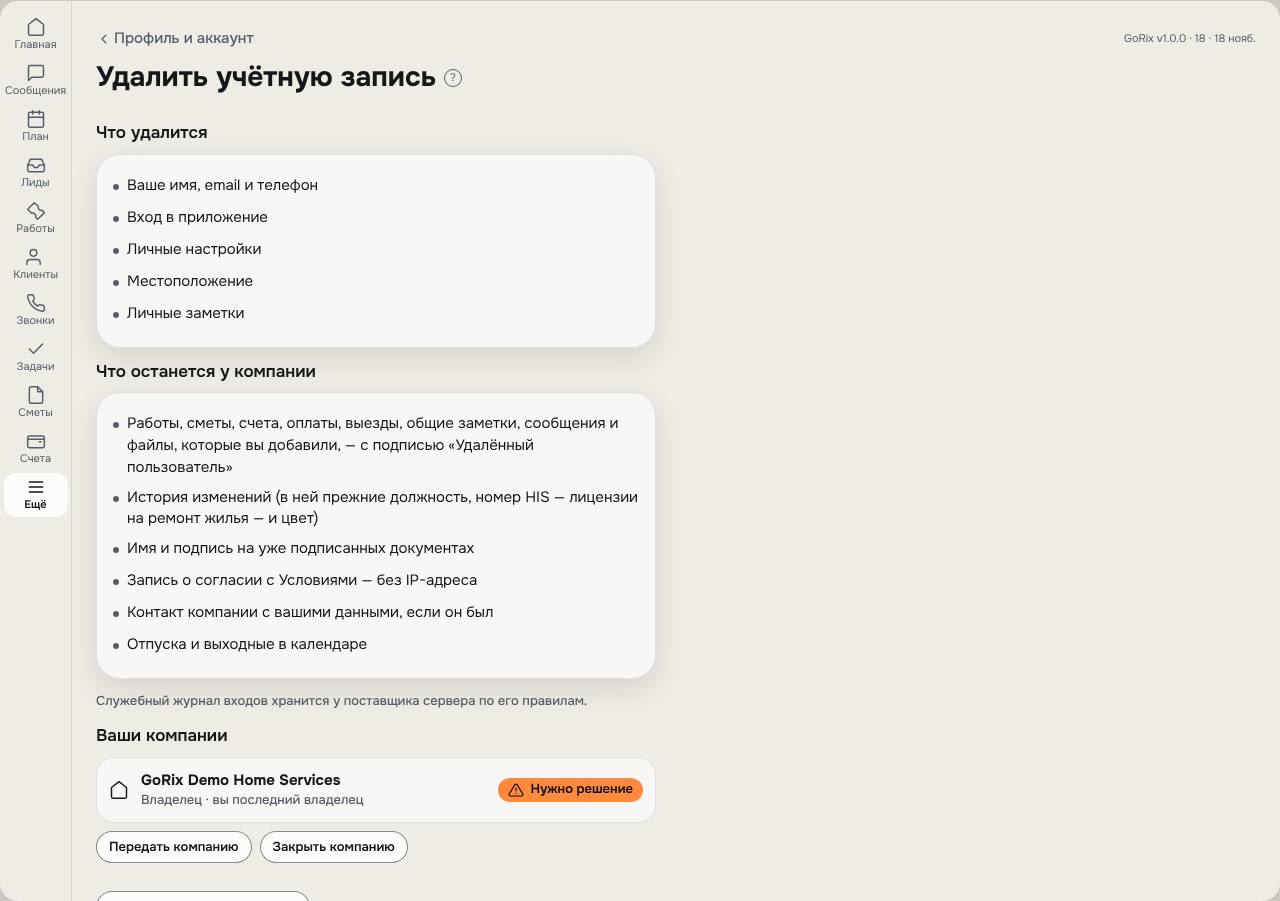 Главная
Сообщения
План
Лиды
Работы
Клиенты
Звонки
Задачи
Сметы
Счета
Ещё
Профиль и аккаунт
GoRix v1.0.0 · 18 · 18 нояб.
Удалить учётную запись ?
Что удалится
Ваше имя, email и телефон
Вход в приложение
Личные настройки
Местоположение
Личные заметки
Что останется у компании
Работы, сметы, счета, оплаты, выезды, общие заметки, сообщения и
файлы, которые вы добавили, — с подписью «Удалённый
пользователь»
История изменений (в ней прежние должность, номер HIS — лицензии
на ремонт жилья — и цвет)
Имя и подпись на уже подписанных документах
Запись о согласии с Условиями — без IP-адреса
Контакт компании с вашими данными, если он был
Отпуска и выходные в календаре
Служебный журнал входов хранится у поставщика сервера по его правилам.
Ваши компании
GoRix Demo Home Services
Владелец · вы последний владелец
Нужно решение
Передать компанию
Закрыть компанию